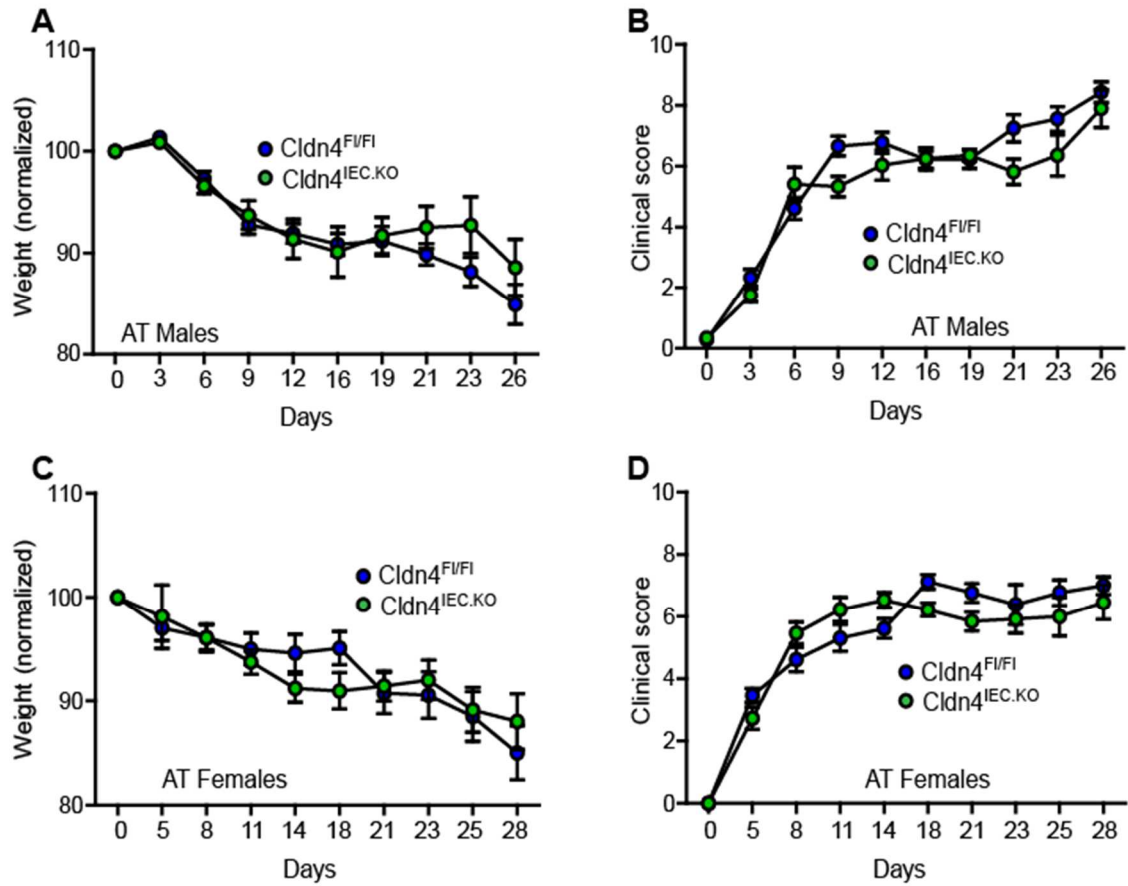 A
110
100
90
80
Weight (normalized)
Cldn4Fl/Fl
Cldn4IEC.KO
AT Males
0 3 6 9 12 16 19 21 23 26
Days
B
10
8
6
4
2
0
Clinical score
Cldn4Fl/Fl
Cldn4IEC.KO
AT Males
0 3 6 9 12 16 19 21 23 26
Days
C
110
100
90
80
Weight (normalized)
Cldn4Fl/Fl
Cldn4IEC.KO
AT Females
0 5 8 11 14 18 21 23 25 28
Days
D
10
8
6
4
2
0
Clinical score
Cldn4Fl/Fl
Cldn4IEC.KO
AT Females
0 5 8 11 14 18 21 23 25 28
Days